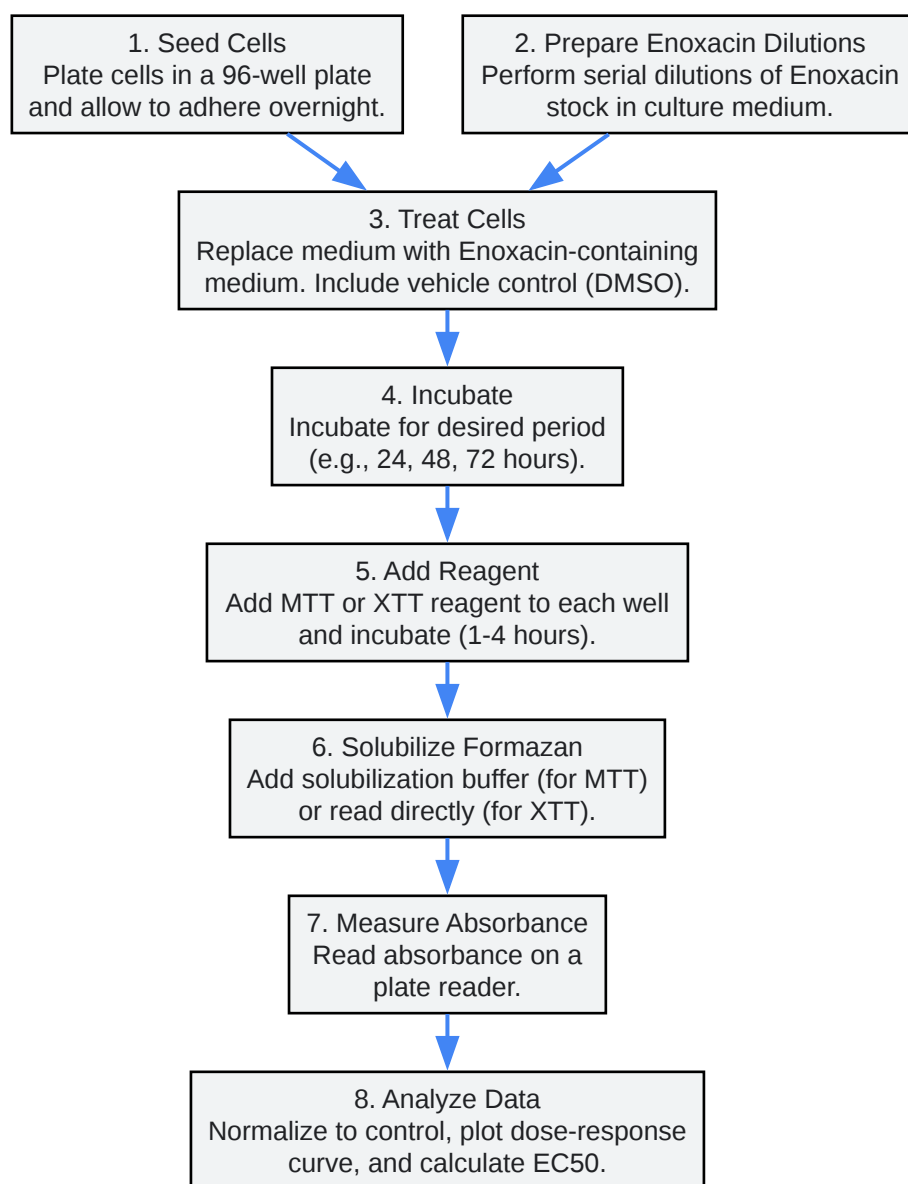 1. Seed Cells
Plate cells in a 96-well plate
and allow to adhere overnight.
2. Prepare Enoxacin Dilutions
Perform serial dilutions of Enoxacin
stock in culture medium.
3. Treat Cells
Replace medium with Enoxacin-containing
medium. Include vehicle control (DMSO).
4. Incubate
Incubate for desired period
(e.g., 24, 48, 72 hours).
5. Add Reagent
Add MTT or XTT reagent to each well
and incubate (1-4 hours).
6. Solubilize Formazan
Add solubilization buffer (for MTT)
or read directly (for XTT).
7. Measure Absorbance
Read absorbance on a
plate reader.
8. Analyze Data
Normalize to control, plot dose-response
curve, and calculate EC50.